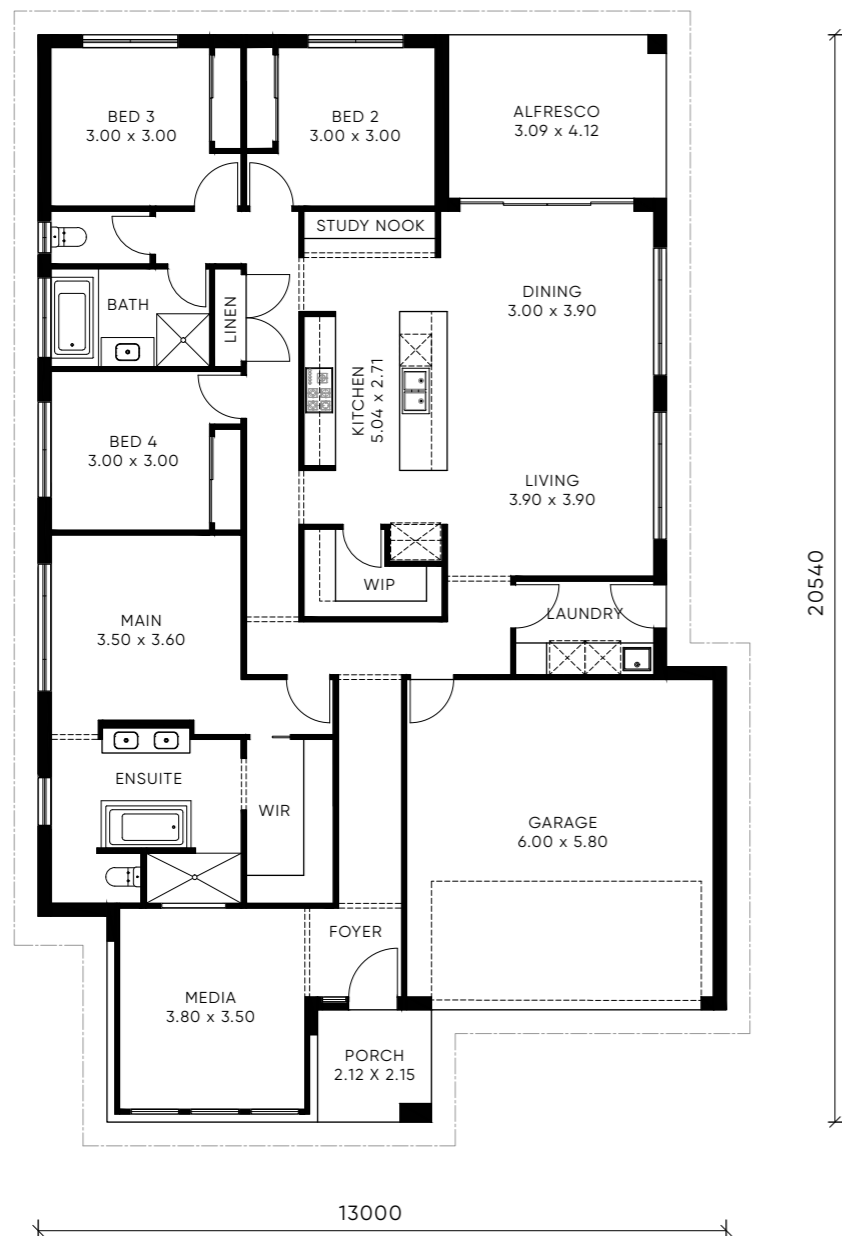 BED 3
3.00 x 3.00
BED 2
3.00 x 3.00
ALFRESCO
3.09 x 4.12
STUDY NOOK
BATH
LINEN
DINING
3.00 x 3.90
KITCHEN
5.04 x 2.71
BED 4
3.00 x 3.00
LIVING
3.90 x 3.90
WIP
LAUNDRY
MAIN
3.50 x 3.60
ENSUITE
WIR
GARAGE
6.00 x 5.80
FOYER
MEDIA
3.80 x 3.50
PORCH
2.12 X 2.15
20540
13000